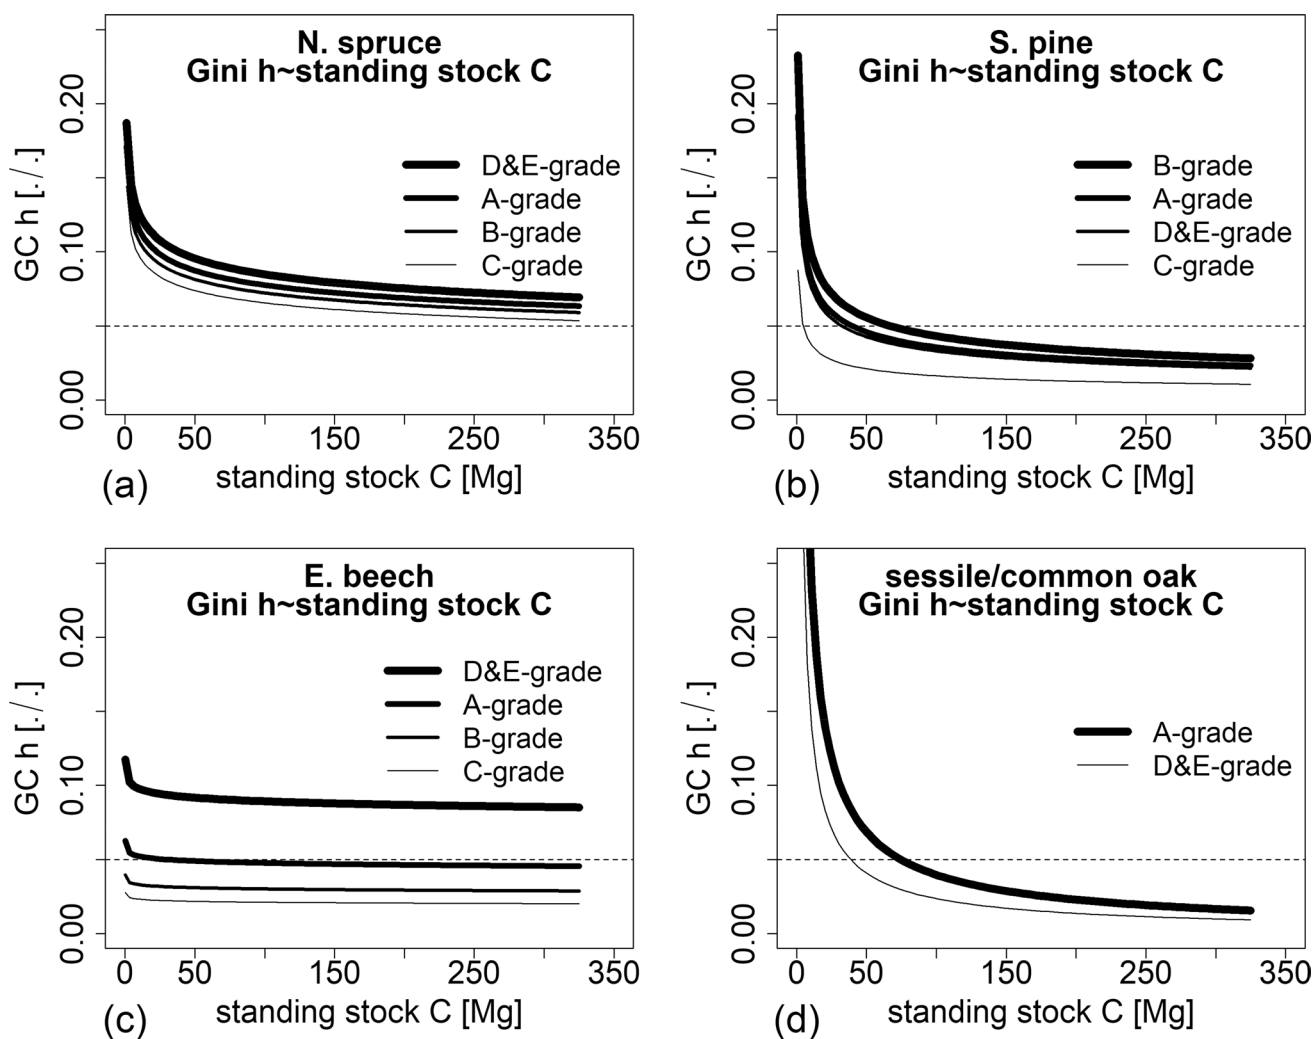 N. spruce
Gini h~standing stock C
GC h [./.]
0.20
0.10
0.00
D&E-grade
A-grade
B-grade
C-grade
0 50 150 250 350
standing stock C [Mg]
(a)
S. pine
Gini h~standing stock C
GC h [./.]
0.20
0.10
0.00
B-grade
A-grade
D&E-grade
C-grade
0 50 150 250 350
standing stock C [Mg]
(b)
E. beech
Gini h~standing stock C
GC h [./.]
0.20
0.10
0.00
D&E-grade
A-grade
B-grade
C-grade
0 50 150 250 350
standing stock C [Mg]
(c)
sessile/common oak
Gini h~standing stock C
GC h [./.]
0.20
0.10
0.00
A-grade
D&E-grade
0 50 150 250 350
standing stock C [Mg]
(d)